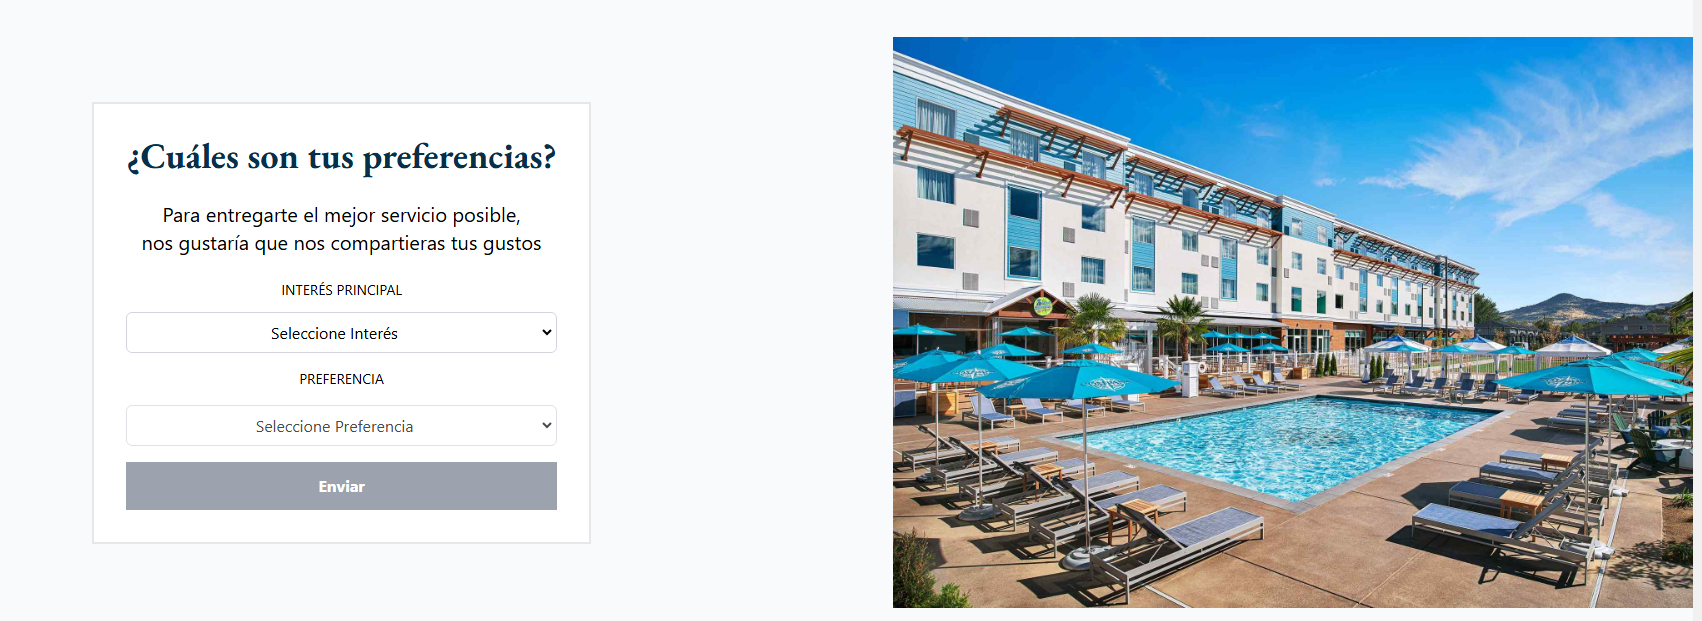 ¿Cuáles son tus preferencias?
Para entregarte el mejor servicio posible,
nos gustaría que nos compartieras tus gustos
INTERÉS PRINCIPAL
Seleccione Interés
PREFERENCIA
Seleccione Preferencia
Enviar